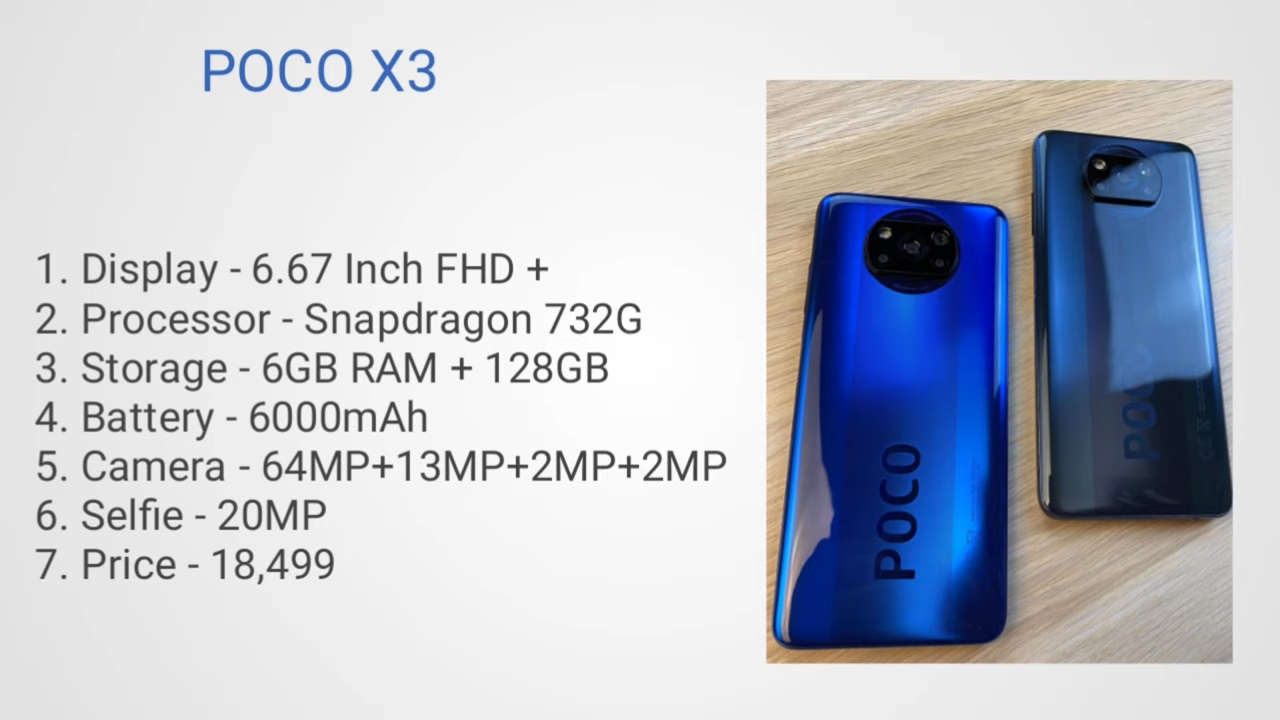 POCO X3
1. Display - 6.67 Inch FHD +
2. Processor - Snapdragon 732G
3. Storage - 6GB RAM + 128GB
4. Battery - 6000mAh
5. Camera - 64MP+13MP+2MP+2MP
6. Selfie - 20MP
7. Price - 18,499
POCO
POCO